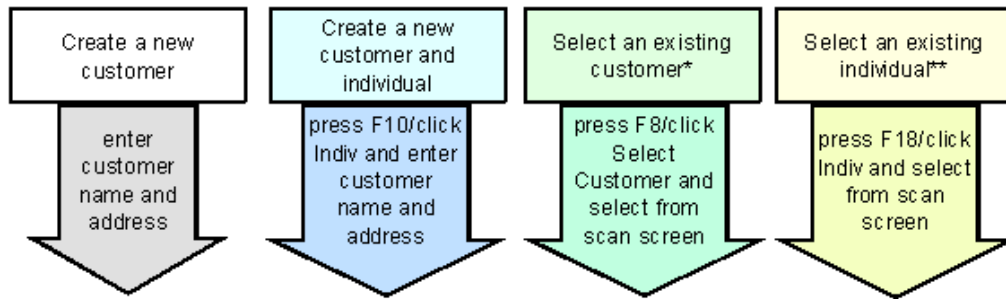 Create a new
customer
Create a new
customer and
individual
Select an existing
customer*
Select an existing
individual**
enter
customer
name and
address
press F10/click
Indiv and enter
customer
name and
address
press F8/click
Select
Customer and
select from
scan screen
press F18/click
Indiv and select
from scan
screen